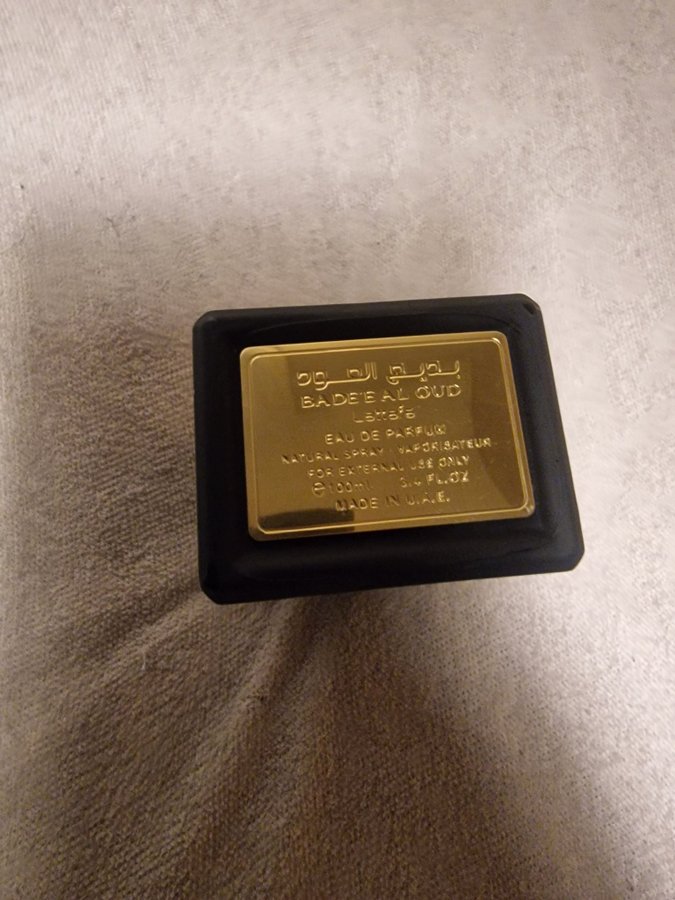 بديع العود
BADE'E AL OUD
Lattafa
EAU DE PARFUM
NATURAL SPRAY / VAPORISATEUR
FOR EXTERNAL USE ONLY
℮100ml 3.4 FL.OZ
MADE IN U.A.E.